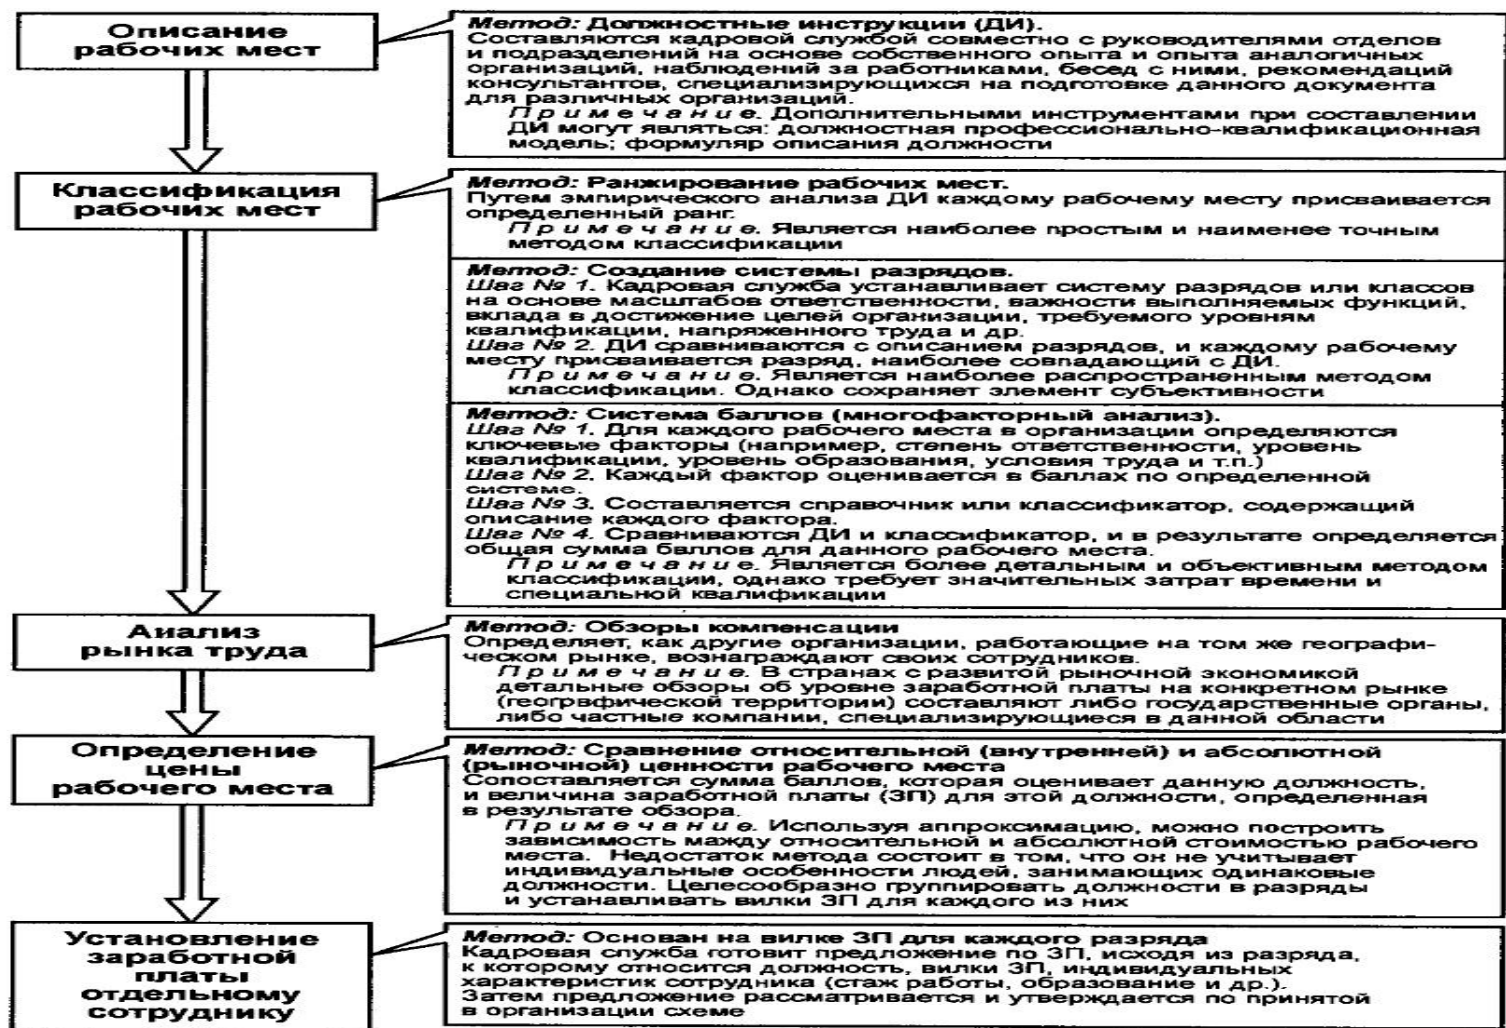 Описание
рабочих мест
Метод: Должностные инструкции (ДИ).
Составляются кадровой службой совместно с руководителями отделов
и подразделений на основе собственного опыта и опыта аналогичных
организаций, наблюдений за работниками, бесед с ними, рекомендаций
консультантов, специализирующихся на подготовке данного документа
для различных организаций.
Примечание. Дополнительными инструментами при составлении
ДИ могут являться: должностная профессионально-квалификационная
модель; формуляр описания должности
Классификация
рабочих мест
Метод: Ранжирование рабочих мест.
Путем эмпирического анализа ДИ каждому рабочему месту присваивается
определенный ранг.
Примечание. Является наиболее простым и наименее точным
методом классификации
Метод: Создание системы разрядов.
Шаг № 1. Кадровая служба устанавливает систему разрядов или классов
на основе масштабов ответственности, важности выполняемых функций,
вклада в достижение целей организации, требуемого уровням
квалификации, напряженного труда и др.
Шаг № 2. ДИ сравниваются с описанием разрядов, и каждому рабочему
месту присваивается разряд, наиболее совпадающий с ДИ.
Примечание. Является наиболее распространенным методом
классификации. Однако сохраняет элемент субъективности
Метод: Система баллов (многофакторный анализ).
Шаг № 1. Для каждого рабочего места в организации определяются
ключевые факторы (например, степень ответственности, уровень
квалификации, уровень образования, условия труда и т.п.)
Шаг № 2. Каждый фактор оценивается в баллах по определенной
системе.
Шаг № 3. Составляется справочник или классификатор, содержащий
описание каждого фактора.
Шаг № 4. Сравниваются ДИ и классификатор, и в результате определяется
общая сумма баллов для данного рабочего места.
Примечание. Является более детальным и объективным методом
классификации, однако требует значительных затрат времени и
специальной квалификации
Анализ
рынка труда
Метод: Обзоры компенсации
Определяет, как другие организации, работающие на том же географи-
ческом рынке, вознаграждают своих сотрудников.
Примечание. В странах с развитой рыночной экономикой
детальные обзоры об уровне заработной платы на конкретном рынке
(географической территории) составляют либо государственные органы,
либо частные компании, специализирующиеся в данной области
Определение
цены
рабочего места
Метод: Сравнение относительной (внутренней) и абсолютной
(рыночной) ценности рабочего места
Сопоставляется сумма баллов, которая оценивает данную должность,
и величина заработной платы (ЗП) для этой должности, определенная
в результате обзора.
Примечание. Используя аппроксимацию, можно построить
зависимость между относительной и абсолютной стоимостью рабочего
места. Недостаток метода состоит в том, что он не учитывает
индивидуальные особенности людей, занимающих одинаковые
должности. Целесообразно группировать должности в разряды
и устанавливать вилки ЗП для каждого из них
Установление
заработной
платы
отдельному
сотруднику
Метод: Основан на вилке ЗП для каждого разряда
Кадровая служба готовит предложение по ЗП, исходя из разряда,
к которому относится должность, вилки ЗП, индивидуальных
характеристик сотрудника (стаж работы, образование и др.).
Затем предложение рассматривается и утверждается по принятой
в организации схеме